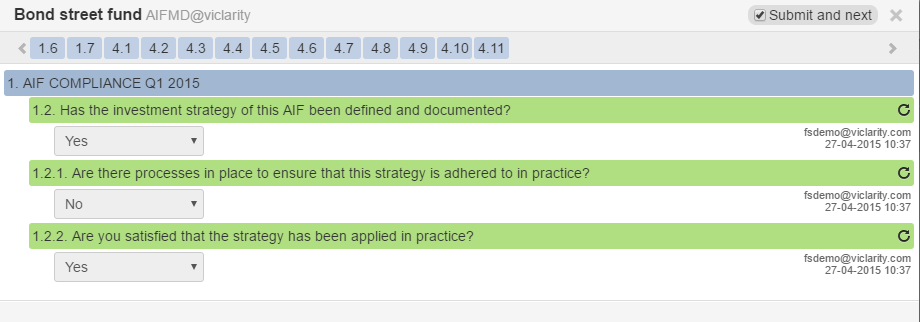 Bond street fund AIFMD@viclarity Submit and next
1.6 1.7 4.1 4.2 4.3 4.4 4.5 4.6 4.7 4.8 4.9 4.10 4.11
1. AIF COMPLIANCE Q1 2015
1.2. Has the investment strategy of this AIF been defined and documented?
Yes
fsdemo@viclarity.com
27-04-2015 10:37
1.2.1. Are there processes in place to ensure that this strategy is adhered to in practice?
No
fsdemo@viclarity.com
27-04-2015 10:37
1.2.2. Are you satisfied that the strategy has been applied in practice?
Yes
fsdemo@viclarity.com
27-04-2015 10:37